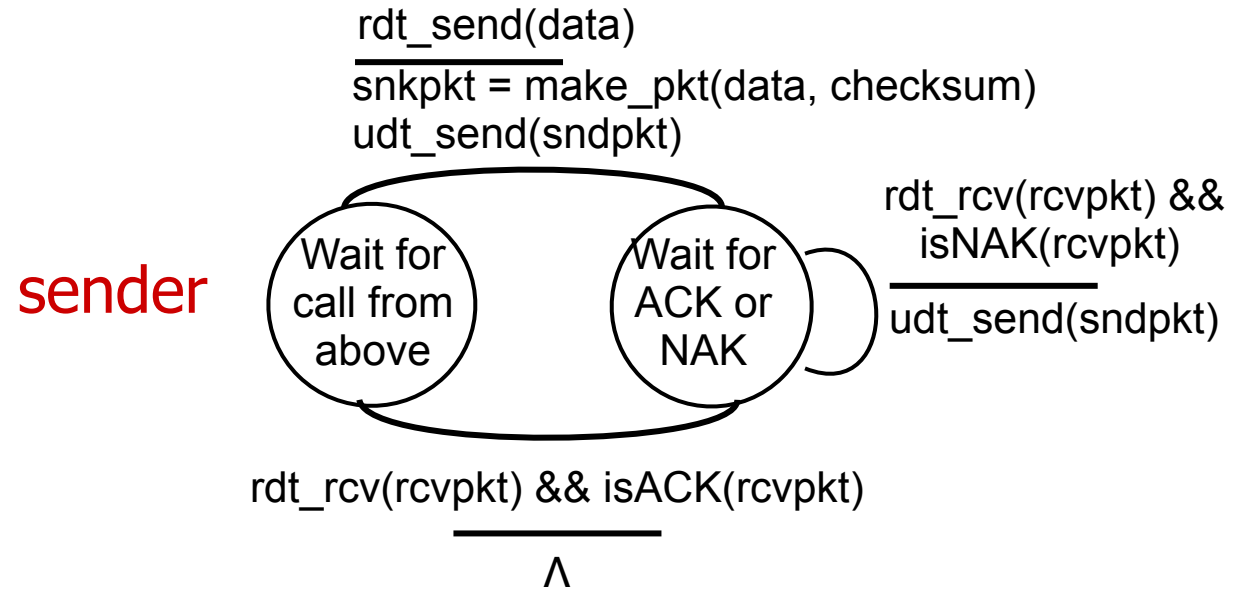 rdt_send(data)
snkpkt = make_pkt(data, checksum)
udt_send(sndpkt)
rdt_rcv(rcvpkt) &&
isNAK(rcvpkt)
udt_send(sndpkt)
sender
Wait for
call from
above
Wait for
ACK or
NAK
rdt_rcv(rcvpkt) && isACK(rcvpkt)
Λ